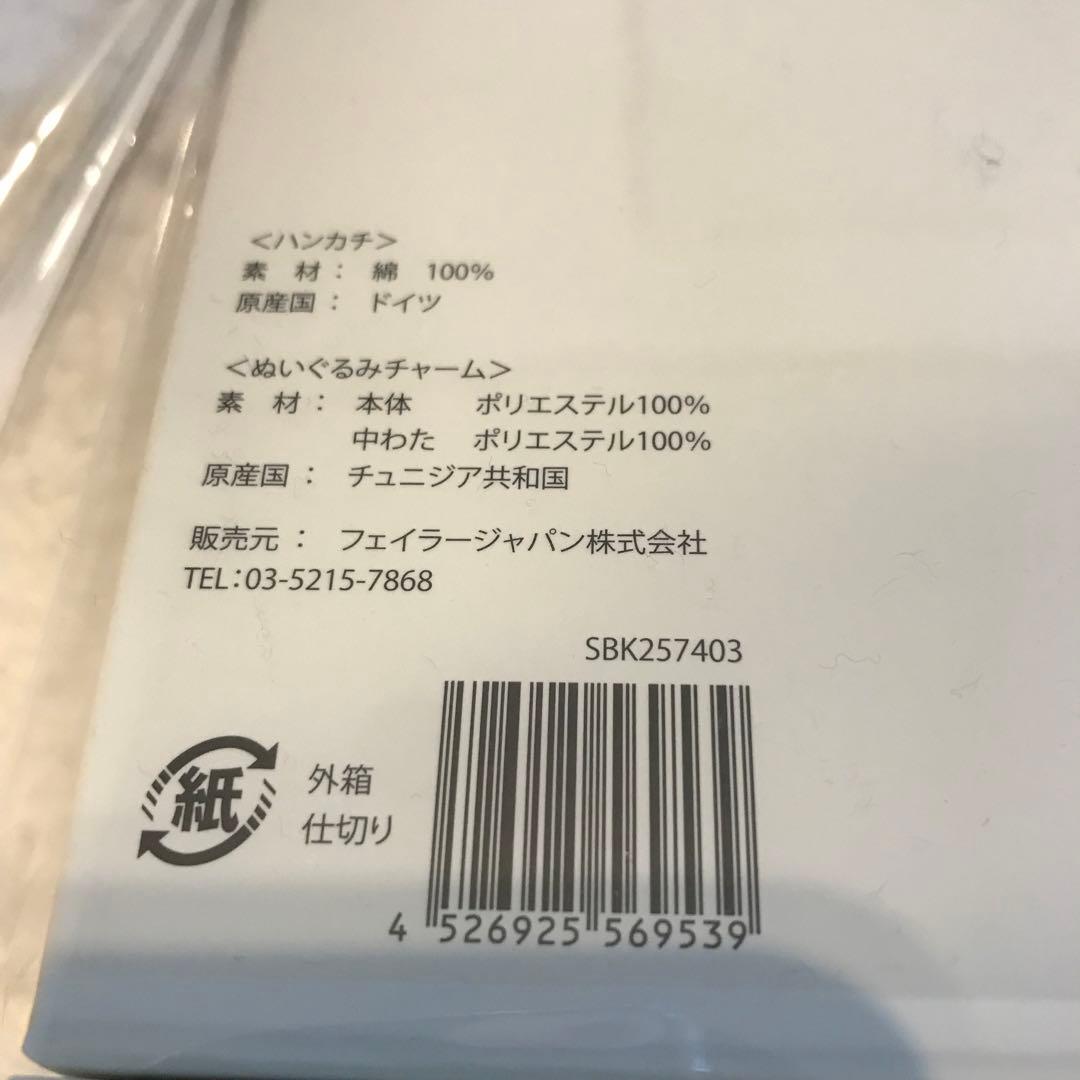 ＜ハンカチ＞
素　材：　綿　100%
原産国：　ドイツ
＜ぬいぐるみチャーム＞
素　材：　本体　　ポリエステル100%
中わた　ポリエステル100%
原産国：　チュニジア共和国
販売元：　フェイラージャパン株式会社
TEL：03-5215-7868
SBK257403
紙
外箱
仕切り
4 526925 569539